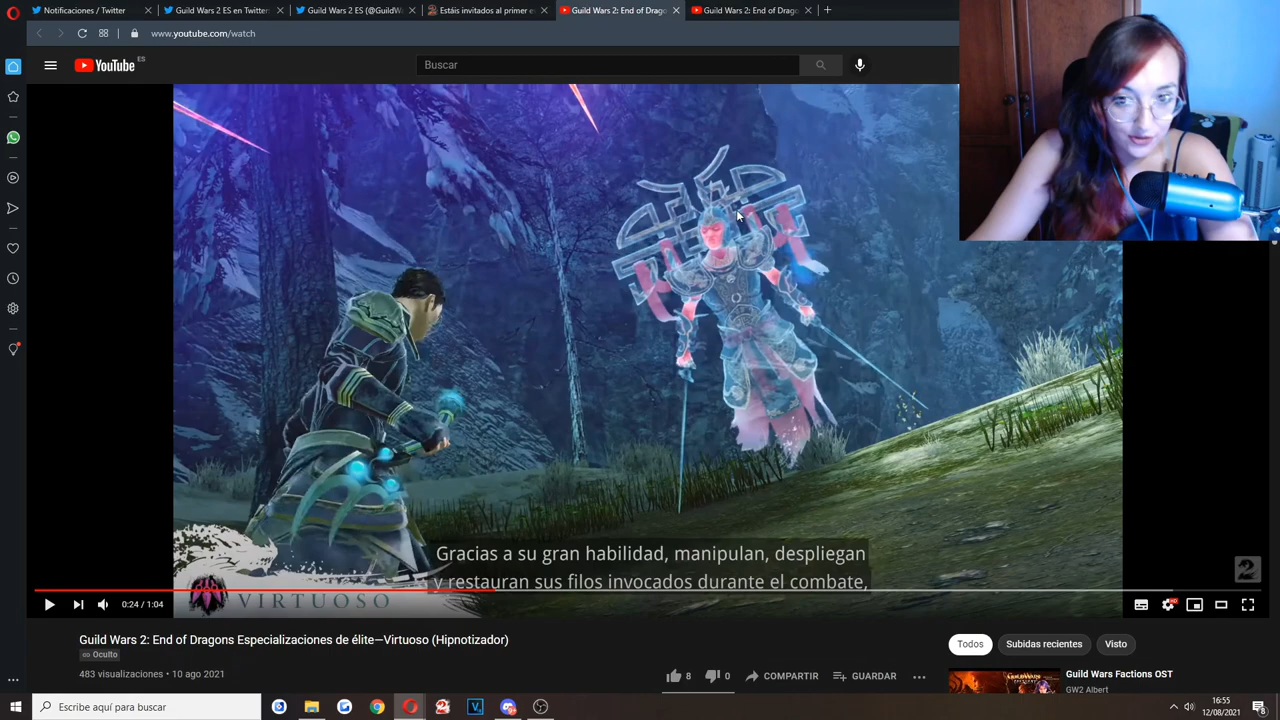 Notificaciones / Twitter
Guild Wars 2 ES en Twitter:
Guild Wars 2 ES (@GuildWa
Estáis invitados al primer e
Guild Wars 2: End of Drago
Guild Wars 2: End of Drago
www.youtube.com/watch
YouTube ES
Buscar
Gracias a su gran habilidad, manipulan, despliegan
y restauran sus filos invocados durante el combate,
VIRTUOSO
0:24 / 1:04
HD
Guild Wars 2: End of Dragons Especializaciones de élite—Virtuoso (Hipnotizador)
Oculto
483 visualizaciones • 10 ago 2021
8
0
COMPARTIR
GUARDAR
Todos
Subidas recientes
Visto
Guild Wars Factions OST
GW2 Albert
Escribe aquí para buscar
16:55
12/08/2021